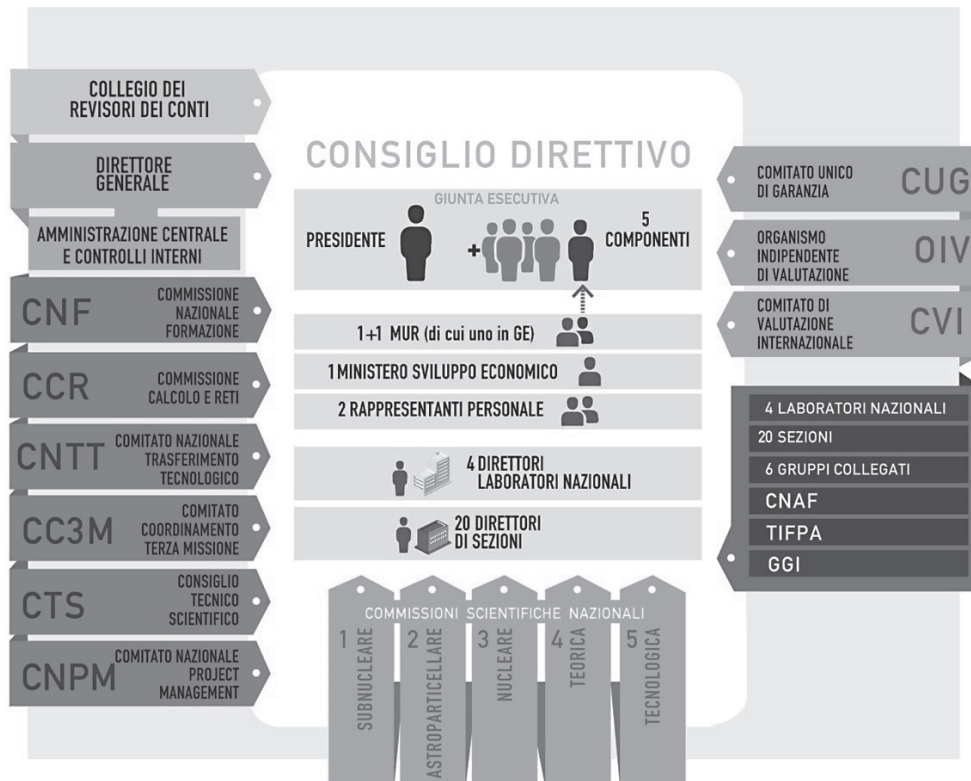 COLLEGIO DEI
REVISORI DEI CONTI
DIRETTORE
GENERALE
AMMINISTRAZIONE CENTRALE
E CONTROLLI INTERNI
CNF
COMMISSIONE
NAZIONALE
FORMAZIONE
CCR
COMMISSIONE
CALCOLO E RETI
CNTT
COMITATO NAZIONALE
TRASFERIMENTO
TECNOLOGICO
CC3M
COMITATO
COORDINAMENTO
TERZA MISSIONE
CTS
CONSIGLIO
TECNICO
SCIENTIFICO
CNPM
COMITATO NAZIONALE
PROJECT
MANAGEMENT
CONSIGLIO DIRETTIVO
GIUNTA ESECUTIVA
PRESIDENTE
+
5
COMPONENTI
1+1 MUR (di cui uno in GE)
1 MINISTERO SVILUPPO ECONOMICO
2 RAPPRESENTANTI PERSONALE
4 DIRETTORI
LABORATORI NAZIONALI
20 DIRETTORI
DI SEZIONI
COMMISSIONI SCIENTIFICHE NAZIONALI
1 SUBNUCLEARE
2 ASTROPARTICELLARE
3 NUCLEARE
4 TEORICA
5 TECNOLOGICA
COMITATO UNICO
DI GARANZIA
CUG
ORGANISMO
INDIPENDENTE
DI VALUTAZIONE
OIV
COMITATO DI
VALUTAZIONE
INTERNAZIONALE
CVI
4 LABORATORI NAZIONALI
20 SEZIONI
6 GRUPPI COLLEGATI
CNAF
TIFPA
GGI